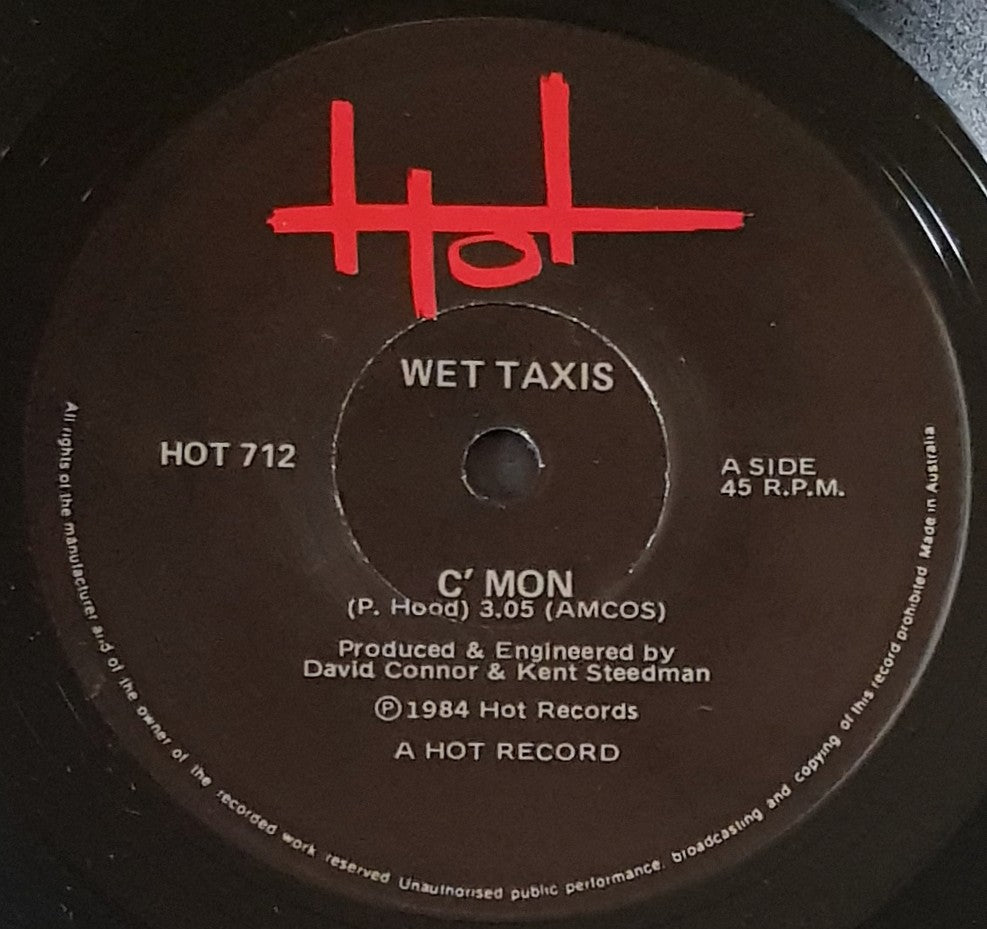 Hot
WET TAXIS
HOT 712
A SIDE
45 R.P.M.
C' MON
(P. Hood) 3.05 (AMCOS)
Produced & Engineered by
David Connor & Kent Steedman
Ⓟ1984 Hot Records
A HOT RECORD
All rights of the manufacturer and of the owner of the recorded work reserved Unauthorised public performance, broadcasting and copying of this record prohibited Made in Australia